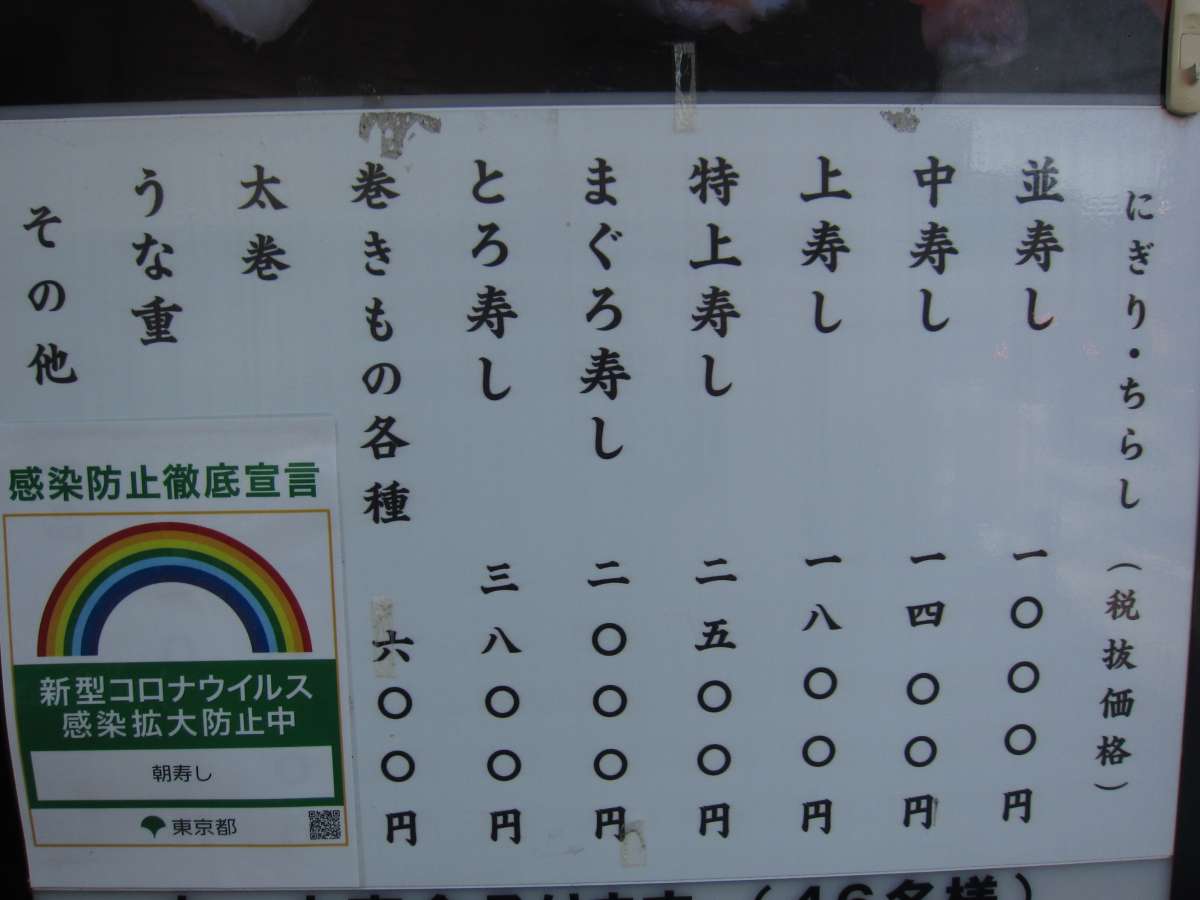 にぎり・ちらし（税抜価格）
並寿し 一〇〇〇円
中寿し 一四〇〇円
上寿し 一八〇〇円
特上寿し 二五〇〇円
まぐろ寿し 二〇〇〇円
とろ寿し 三八〇〇円
巻きもの各種 六〇〇円
太巻
うな重
その他
感染防止徹底宣言
新型コロナウイルス
感染拡大防止中
朝寿し
東京都
（46名様）